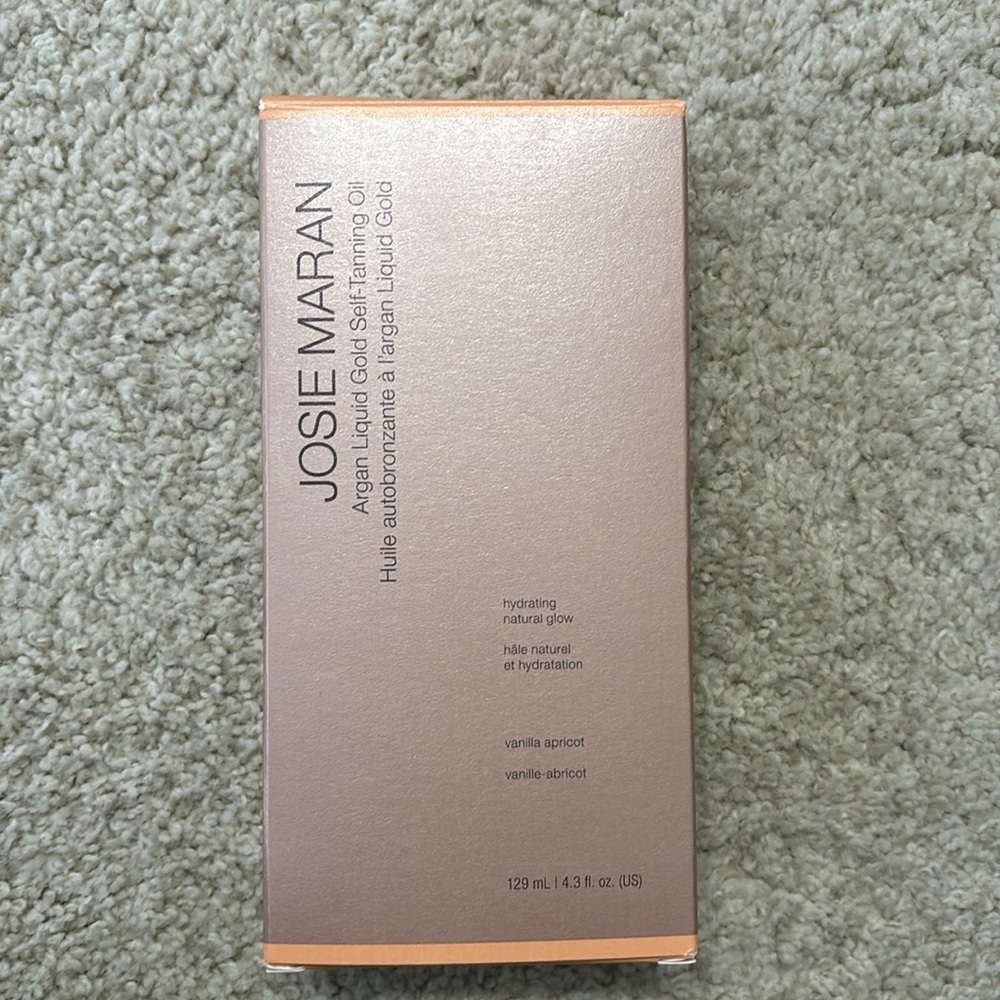 JOSIE MARAN
Argan Liquid Gold Self-Tanning Oil
Huile autobronzante à l'argan Liquid Gold
hydrating
natural glow
hâle naturel
et hydratation
vanilla apricot
vanille-abricot
129 mL | 4.3 fl. oz. (US)